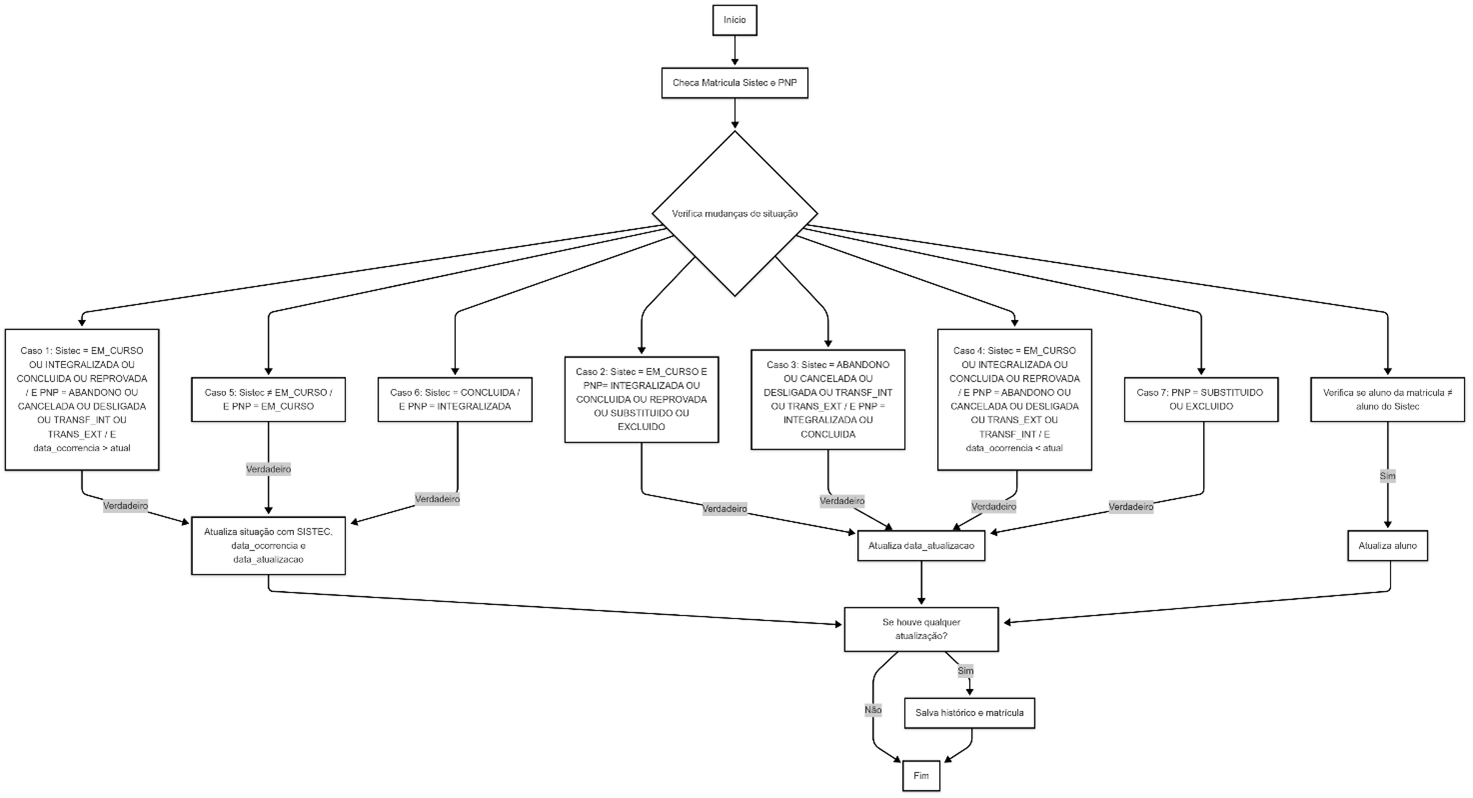 Início
Checa Matricula Sistec e PNP
Verifica mudanças de situação
Caso 1: Sistec = EM_CURSO
OU INTEGRALIZADA OU
CONCLUIDA OU REPROVADA
/ E PNP = ABANDONO OU
CANCELADA OU DESLIGADA
OU TRANSF_INT OU
TRANS_EXT / E
data_ocorrencia > atual
Caso 5: Sistec ≠ EM_CURSO /
E PNP = EM_CURSO
Caso 6: Sistec = CONCLUIDA /
E PNP = INTEGRALIZADA
Caso 2: Sistec = EM_CURSO E
PNP= INTEGRALIZADA OU
CONCLUIDA OU REPROVADA
OU SUBSTITUIDO OU
EXCLUIDO
Caso 3: Sistec = ABANDONO
OU CANCELADA OU
DESLIGADA OU TRANSF_INT
OU TRANS_EXT / E PNP =
INTEGRALIZADA OU
CONCLUIDA
Caso 4: Sistec = EM_CURSO
OU INTEGRALIZADA OU
CONCLUIDA OU REPROVADA
/ E PNP = ABANDONO OU
CANCELADA OU DESLIGADA
OU TRANS_EXT OU
TRANSF_INT / E
data_ocorrencia < atual
Caso 7: PNP = SUBSTITUIDO
OU EXCLUIDO
Verifica se aluno da matricula ≠
aluno do Sistec
Verdadeiro
Verdadeiro
Verdadeiro
Verdadeiro
Verdadeiro
Verdadeiro
Verdadeiro
Sim
Atualiza situação com SISTEC,
data_ocorrencia e
data_atualizacao
Atualiza data_atualizacao
Atualiza aluno
Se houve qualquer
atualização?
Sim
Não
Salva histórico e matrícula
Fim